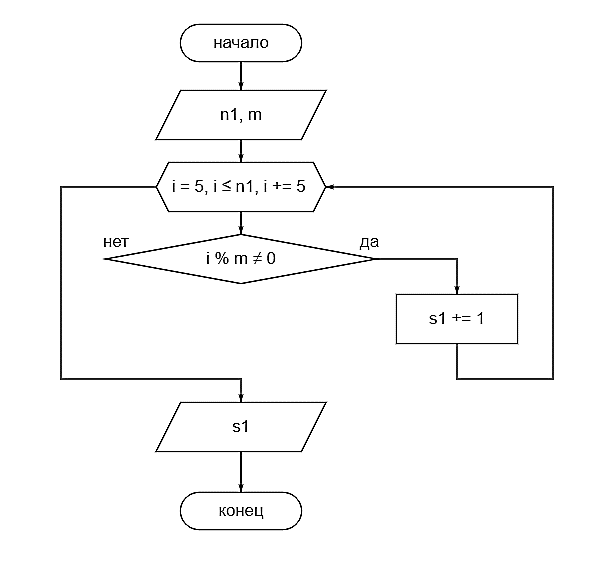 начало
n1, m
i = 5, i ≤ n1, i += 5
нет
да
i % m ≠ 0
s1 += 1
s1
конец